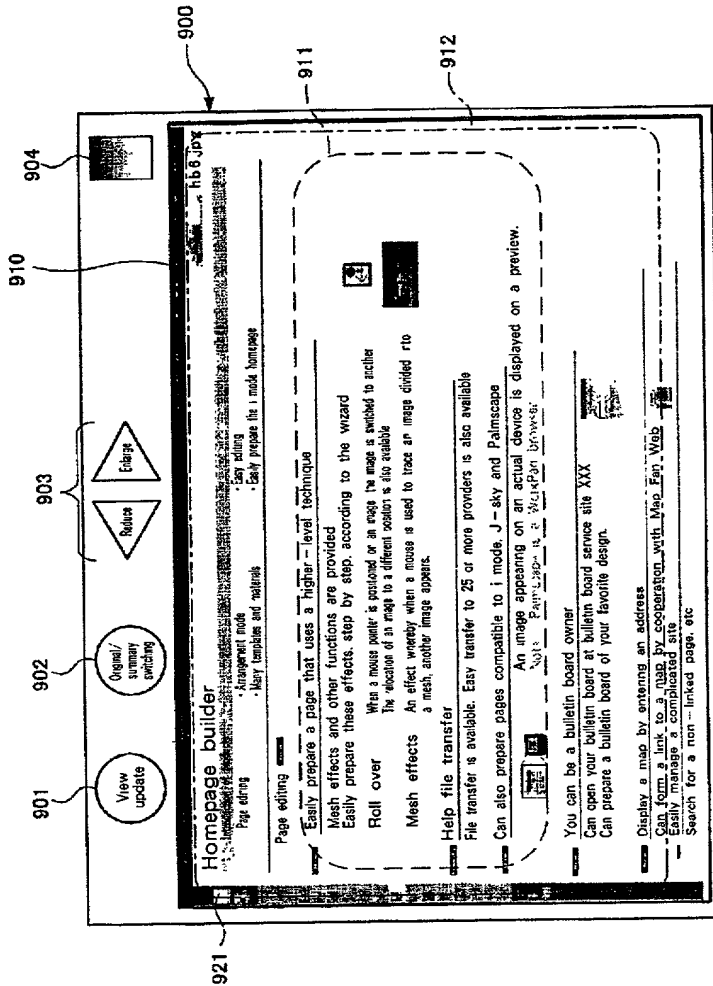 900
901
View
update
902
Original/
summary
switching
903
Reduce
Enlarge
904
910
911
912
921
hb6jpx
Homepage builder
Page editing
• Arrangement mode
• Many templates and materials
• Easy editing
• Easily prepare the i mode homepage
Page editing
Easily prepare a page that uses a higher-level technique
Mesh effects and other functions are provided
Easily prepare these effects, step by step, according to the wizard
Roll over
When a mouse pointer is positioned on an image the image is switched to another
The relocation of an image to a different position is also available
Mesh effects
An effect whereby when a mouse is used to trace an image divided into
a mesh, another image appears.
Help file transfer
File transfer is available. Easy transfer to 25 or more providers is also available
Can also prepare pages compatible to i mode, J-sky and Palmscape
An image appearing on an actual device is displayed on a preview.
Note Palmscape is a browser
You can be a bulletin board owner
Can open your bulletin board at bulletin board service site XXX
Can prepare a bulletin board of your favorite design.
Display a map by entering an address
Can form a link to a map by cooperation with Map Fan Web
Easily manage a complicated site
Search for a non-linked page, etc